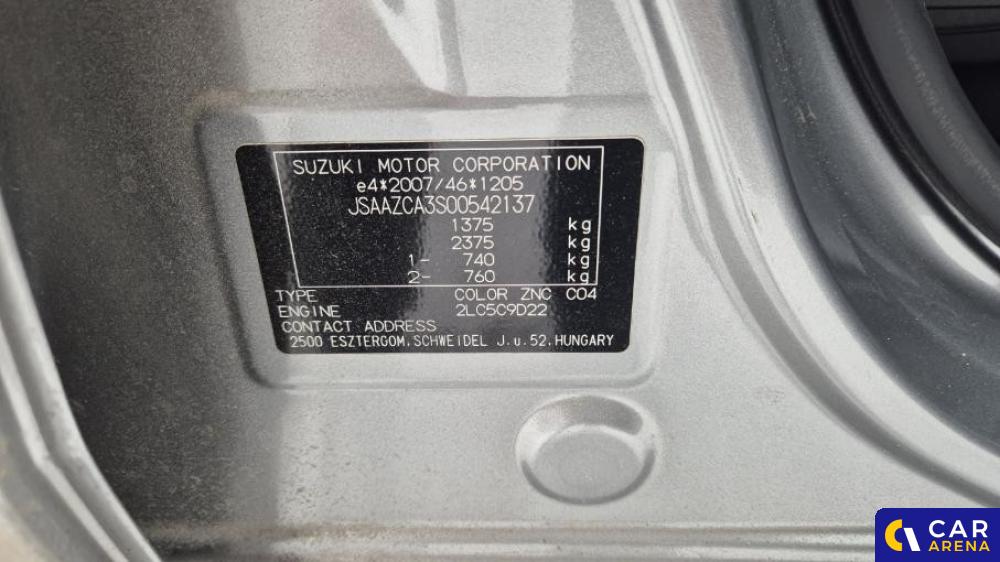 SUZUKI MOTOR CORPORATION
e4*2007/46*1205
JSAAZCA3S00542137
1375 kg
2375 kg
1- 740 kg
2- 760 kg
TYPE COLOR ZNC C04
ENGINE 2LC5C9D22
CONTACT ADDRESS
2500 ESZTERGOM, SCHWEIDEL J.u.52, HUNGARY
CAR
ARENA